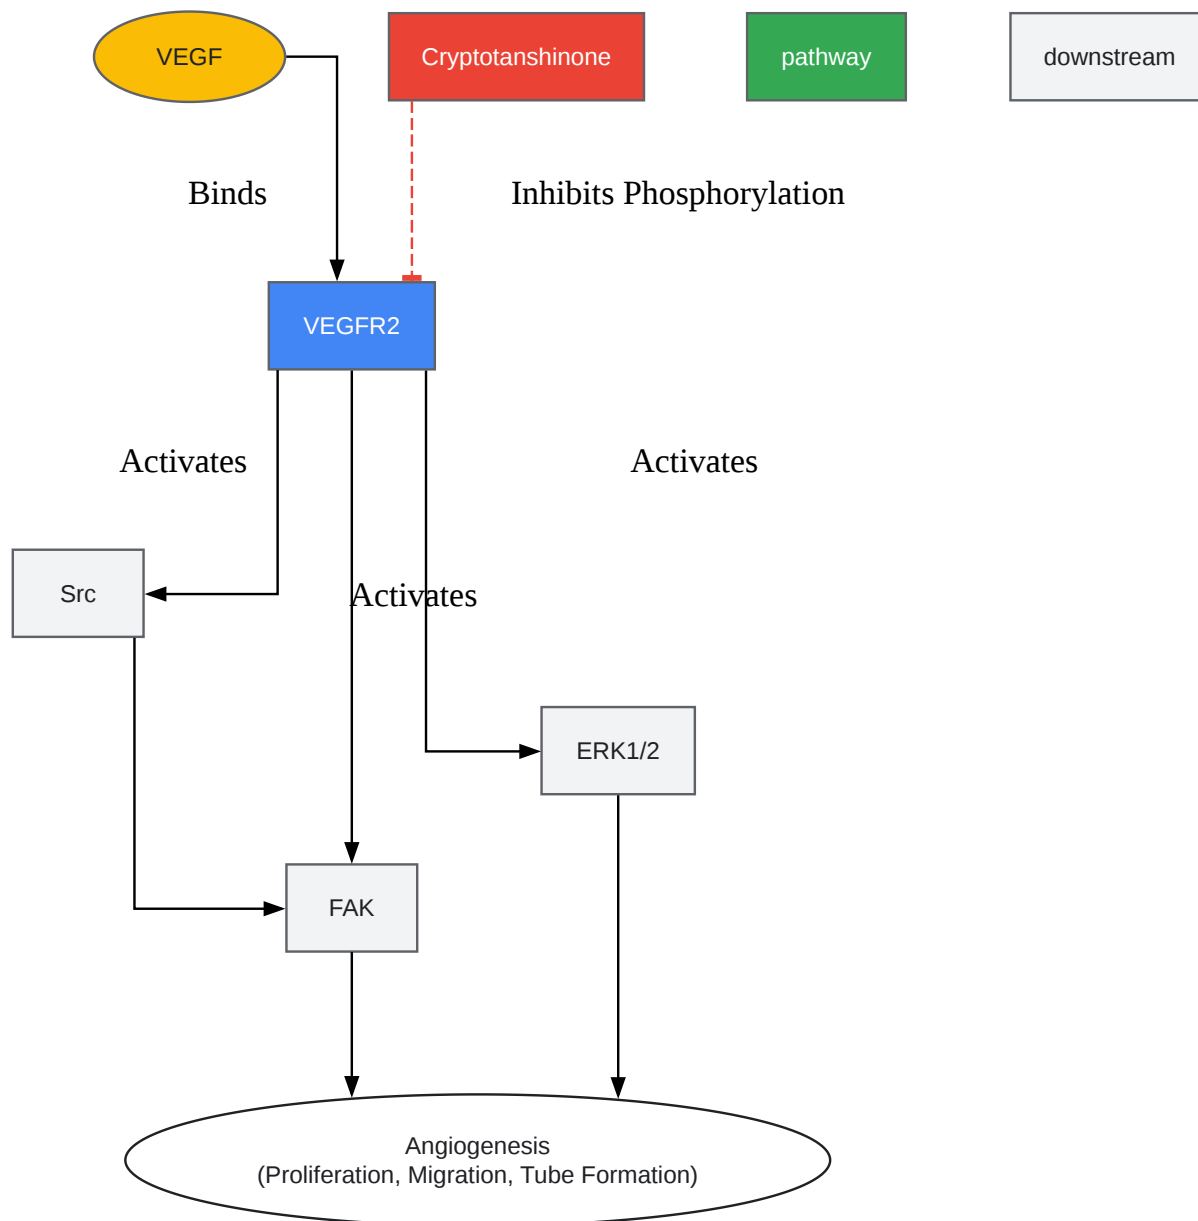 VEGF
Cryptotanshinone
pathway
downstream
Binds
Inhibits Phosphorylation
VEGFR2
Activates
Activates
Src
Activates
ERK1/2
FAK
Angiogenesis
(Proliferation, Migration, Tube Formation)